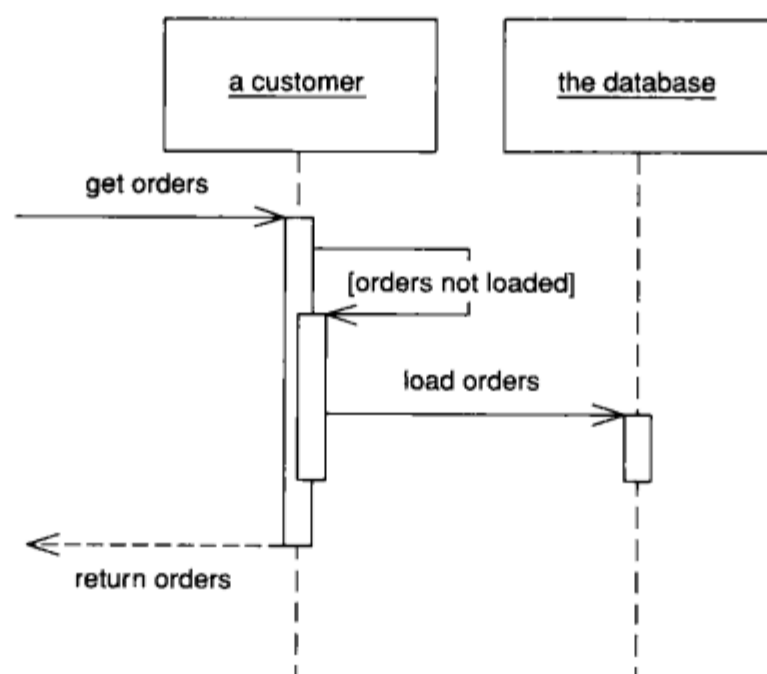 a customer
the database
get orders
[orders not loaded]
load orders
return orders